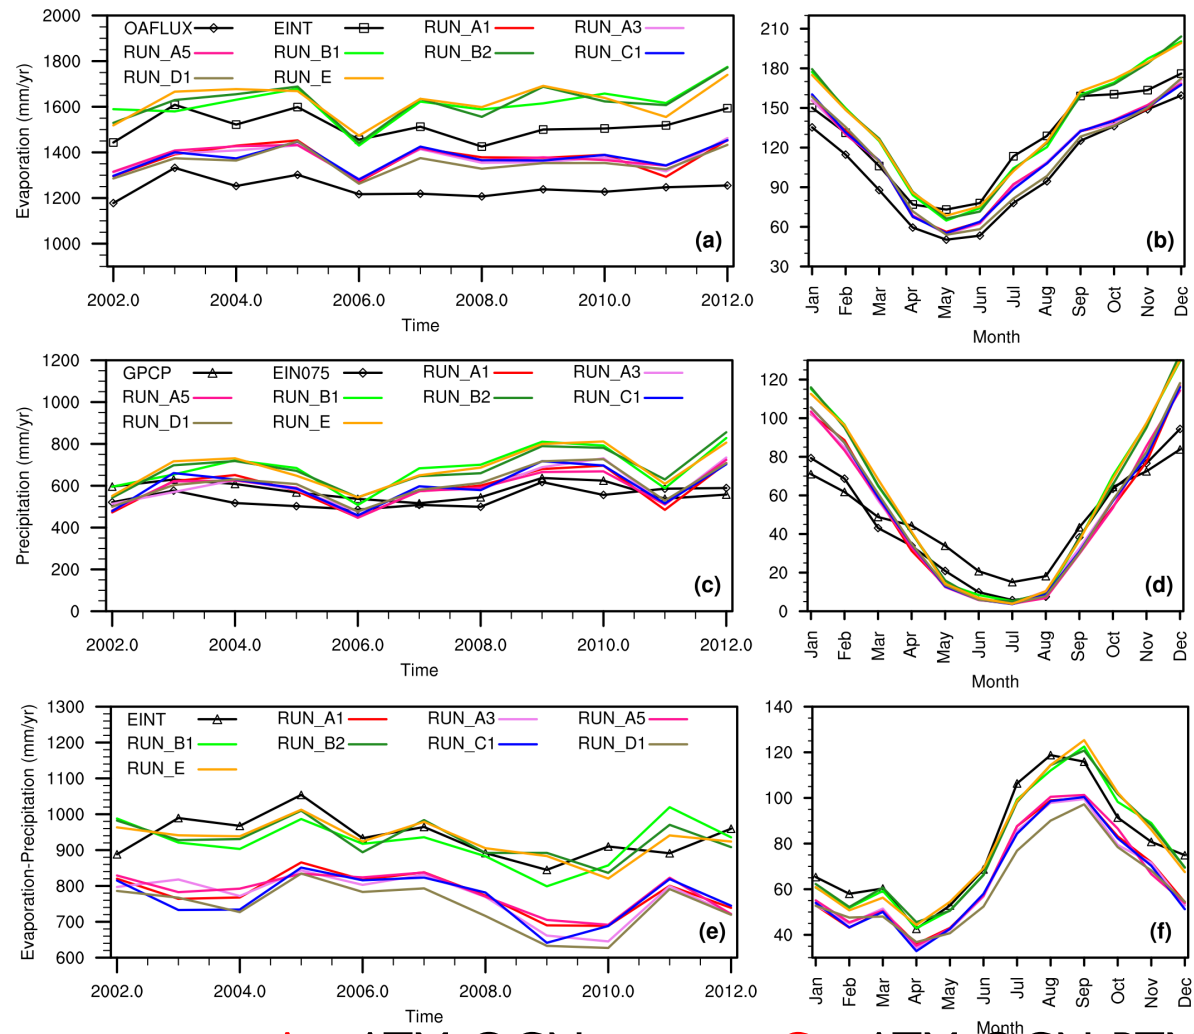 Evaporation (mm/yr)
2000
1800
1600
1400
1200
1000
OAFLUX EINT RUN_A1 RUN_A3
RUN_A5 RUN_B1 RUN_B2 RUN_C1
RUN_D1 RUN_E
(a)
2002.0 2004.0 2006.0 2008.0 2010.0 2012.0
Time
210
180
150
120
90
60
30
(b)
Jan Feb Mar Apr May Jun Jul Aug Sep Oct Nov Dec
Month
Precipitation (mm/yr)
1200
1000
800
600
400
200
0
GPCP EIN075 RUN_A1 RUN_A3
RUN_A5 RUN_B1 RUN_B2 RUN_C1
RUN_D1 RUN_E
(c)
2002.0 2004.0 2006.0 2008.0 2010.0 2012.0
Time
120
100
80
60
40
20
0
(d)
Jan Feb Mar Apr May Jun Jul Aug Sep Oct Nov Dec
Month
Evaporation-Precipitation (mm/yr)
1300
1200
1100
1000
900
800
700
600
EINT RUN_A1 RUN_A3 RUN_A5
RUN_B1 RUN_B2 RUN_C1 RUN_D1
RUN_E
(e)
2002.0 2004.0 2006.0 2008.0 2010.0 2012.0
Time
140
120
100
80
60
40
(f)
Jan Feb Mar Apr May Jun Jul Aug Sep Oct Nov Dec
Month